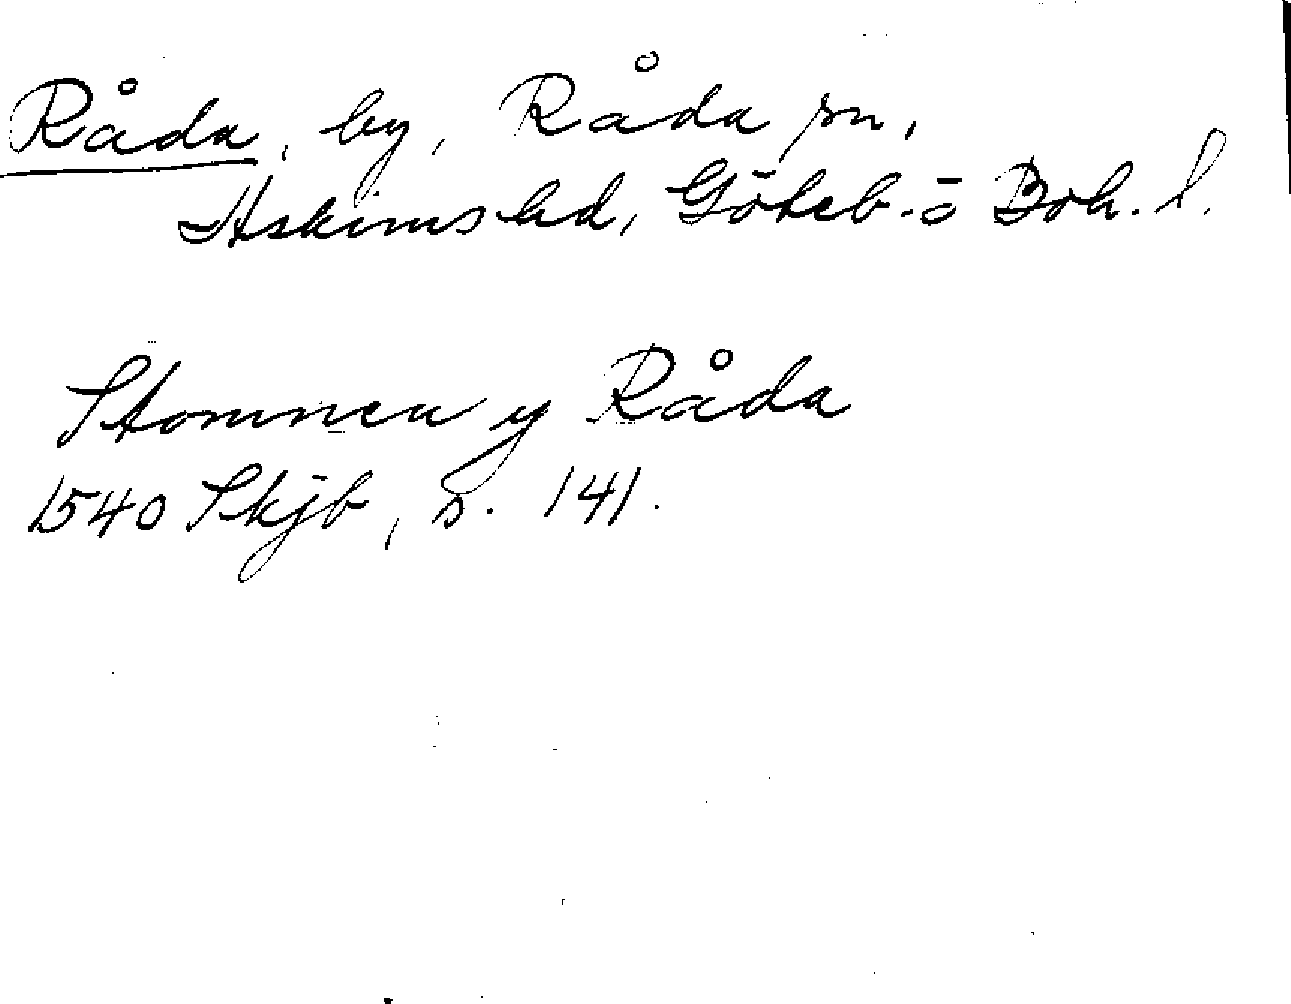 Råda, by, Råda sn,
Askims hd, Göteb. o Boh. l.
Stommen y Råda
1540 Skjb, s. 141.